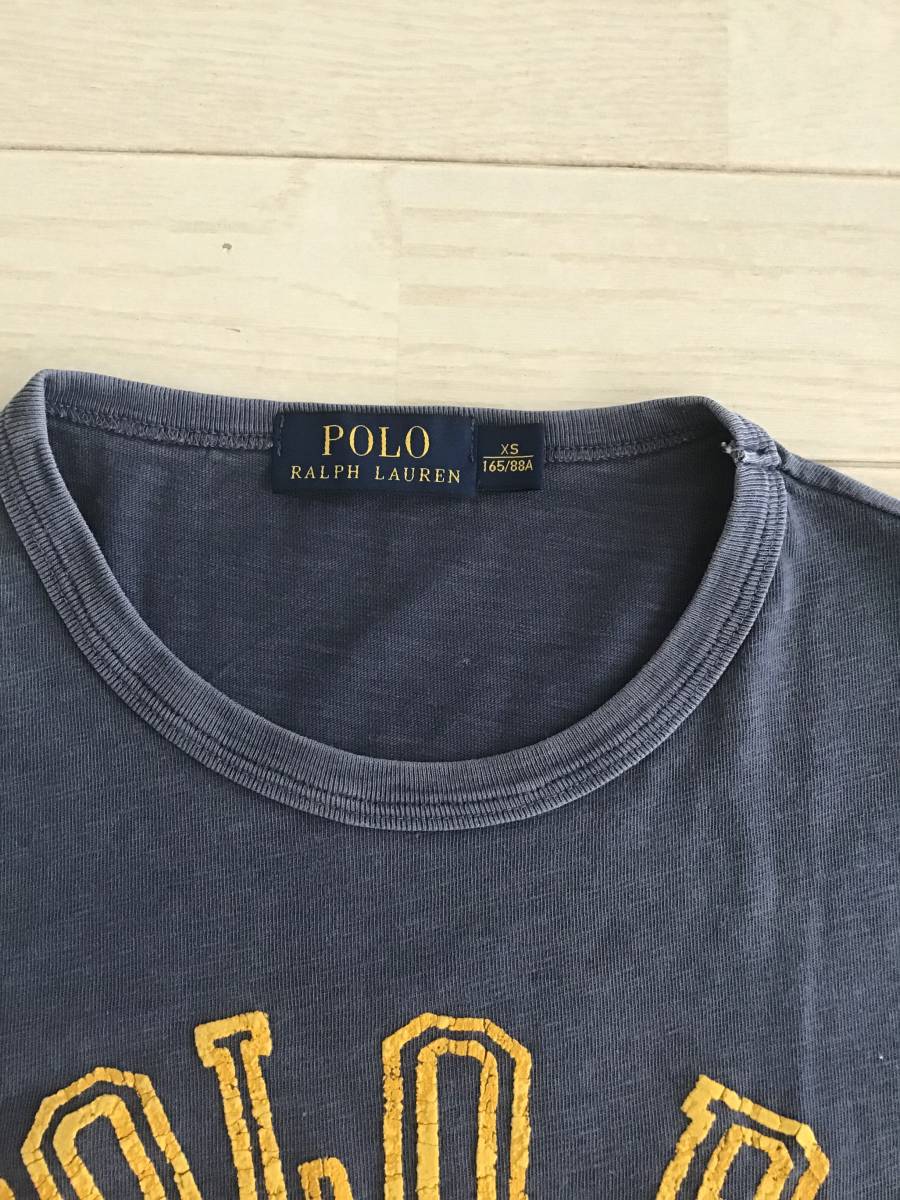 POLO
RALPH LAUREN
XS
165/88A